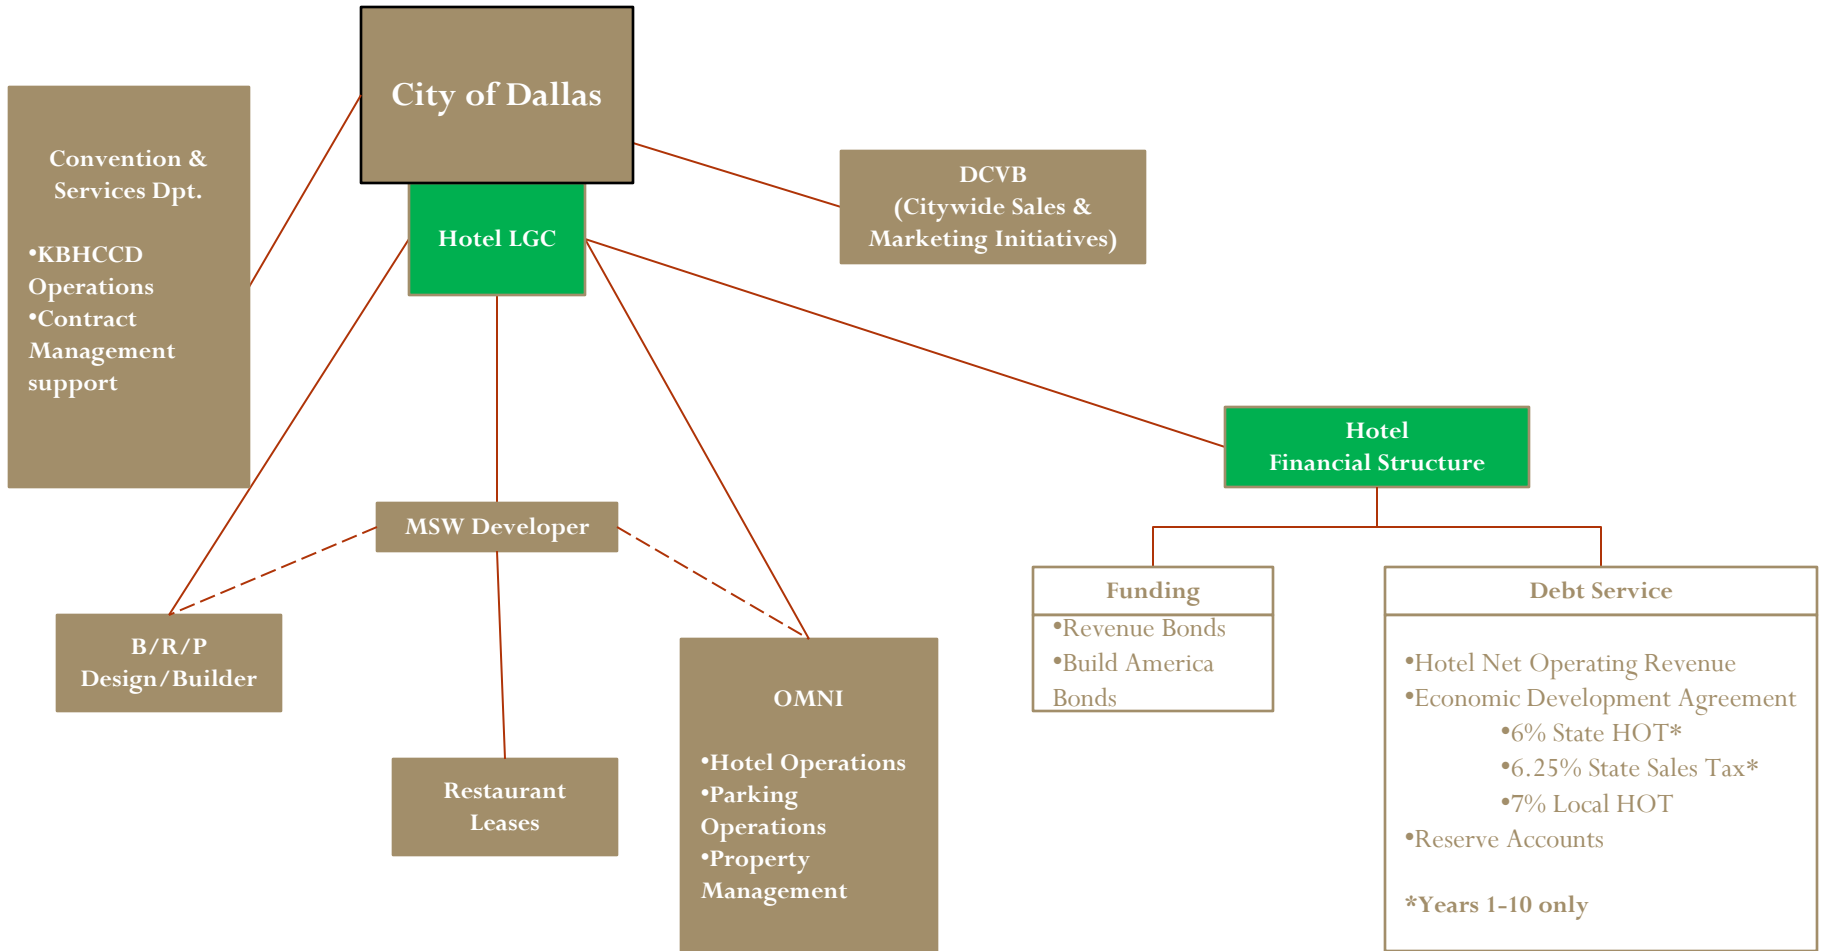 City of Dallas
Convention &
Services Dpt.
•KBHCCD
Operations
•Contract
Management
support
Hotel LGC
DCVB
(Citywide Sales &
Marketing Initiatives)
Hotel
Financial Structure
MSW Developer
B/R/P
Design/Builder
Restaurant
Leases
OMNI
•Hotel Operations
•Parking
Operations
•Property
Management
Funding
•Revenue Bonds
•Build America
Bonds
Debt Service
•Hotel Net Operating Revenue
•Economic Development Agreement
•6% State HOT*
•6.25% State Sales Tax*
•7% Local HOT
•Reserve Accounts
*Years 1-10 only